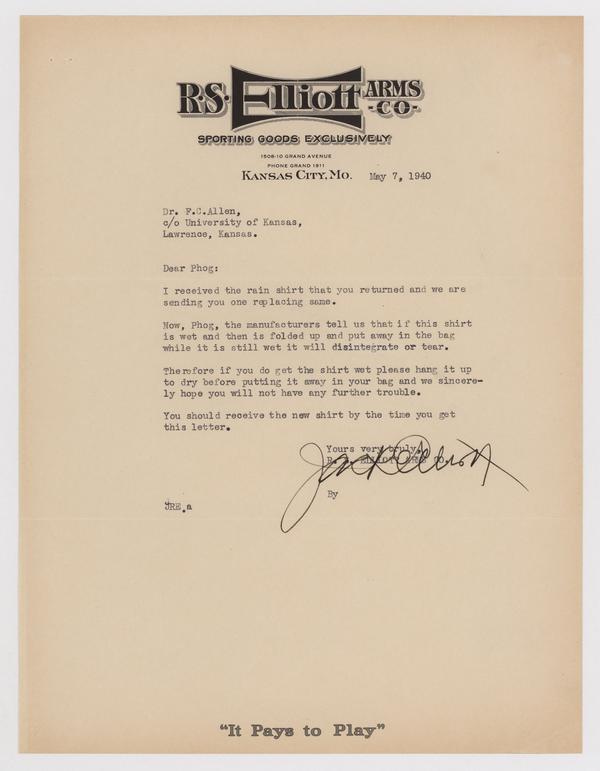 R·S· Elliott ARMS
-CO-
SPORTING GOODS EXCLUSIVELY
1508-10 GRAND AVENUE
PHONE GRAND 1911
KANSAS CITY, MO. May 7, 1940
Dr. F.C.Allen,
c/o University of Kansas,
Lawrence, Kansas.
Dear Phog:
I received the rain shirt that you returned and we are
sending you one replacing same.
Now, Phog, the manufacturers tell us that if this shirt
is wet and then is folded up and put away in the bag
while it is still wet it will disintegrate or tear.
Therefore if you do get the shirt wet please hang it up
to dry before putting it away in your bag and we sincere-
ly hope you will not have any further trouble.
You should receive the new shirt by the time you get
this letter.
Yours very truly,
R. S. ELLIOTT ARMS CO.
Jack Elliott
By
JRE.a
"It Pays to Play"